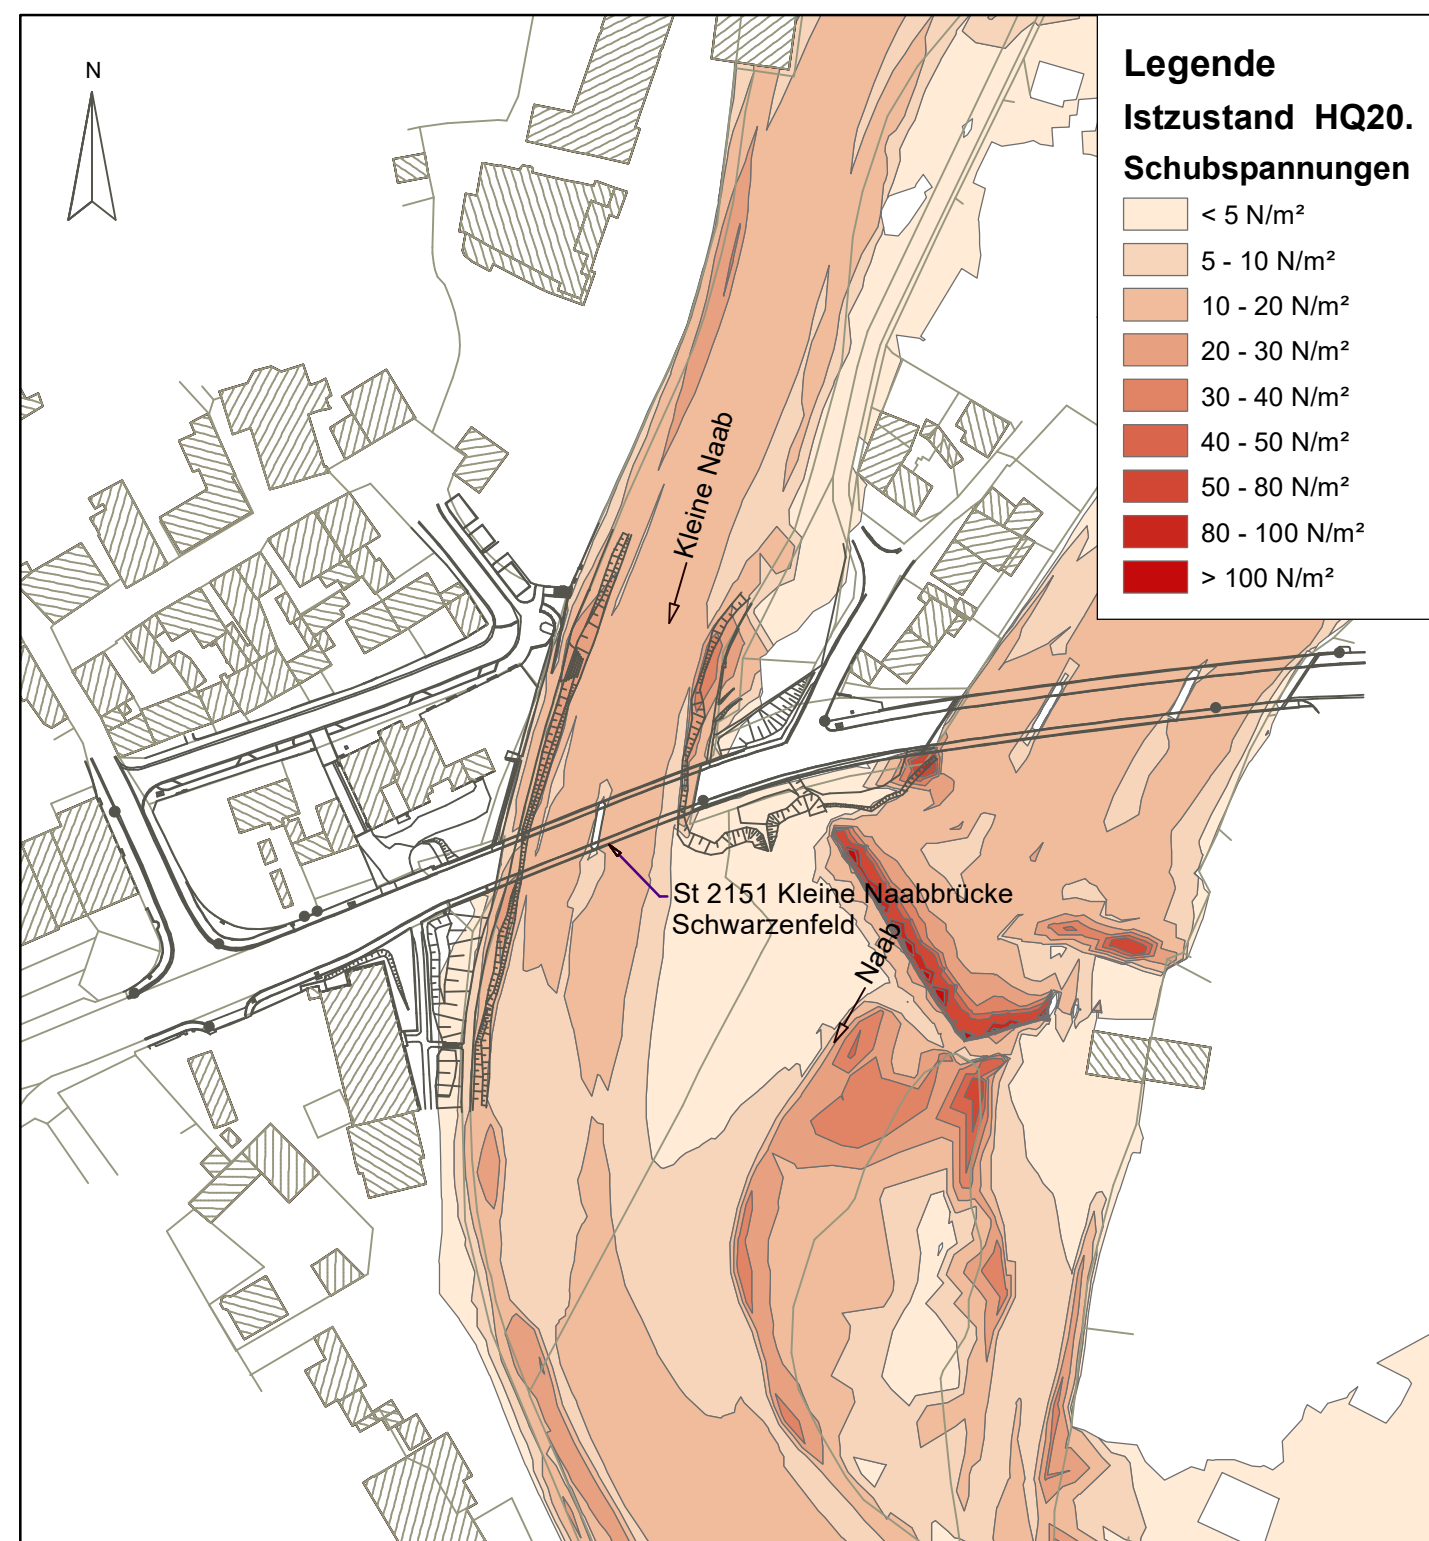 N
Legende
Istzustand HQ20.
Schubspannungen
< 5 N/m²
5 - 10 N/m²
10 - 20 N/m²
20 - 30 N/m²
30 - 40 N/m²
40 - 50 N/m²
50 - 80 N/m²
80 - 100 N/m²
> 100 N/m²
Kleine Naab
St 2151 Kleine Naabbrücke
Schwarzenfeld
Naab